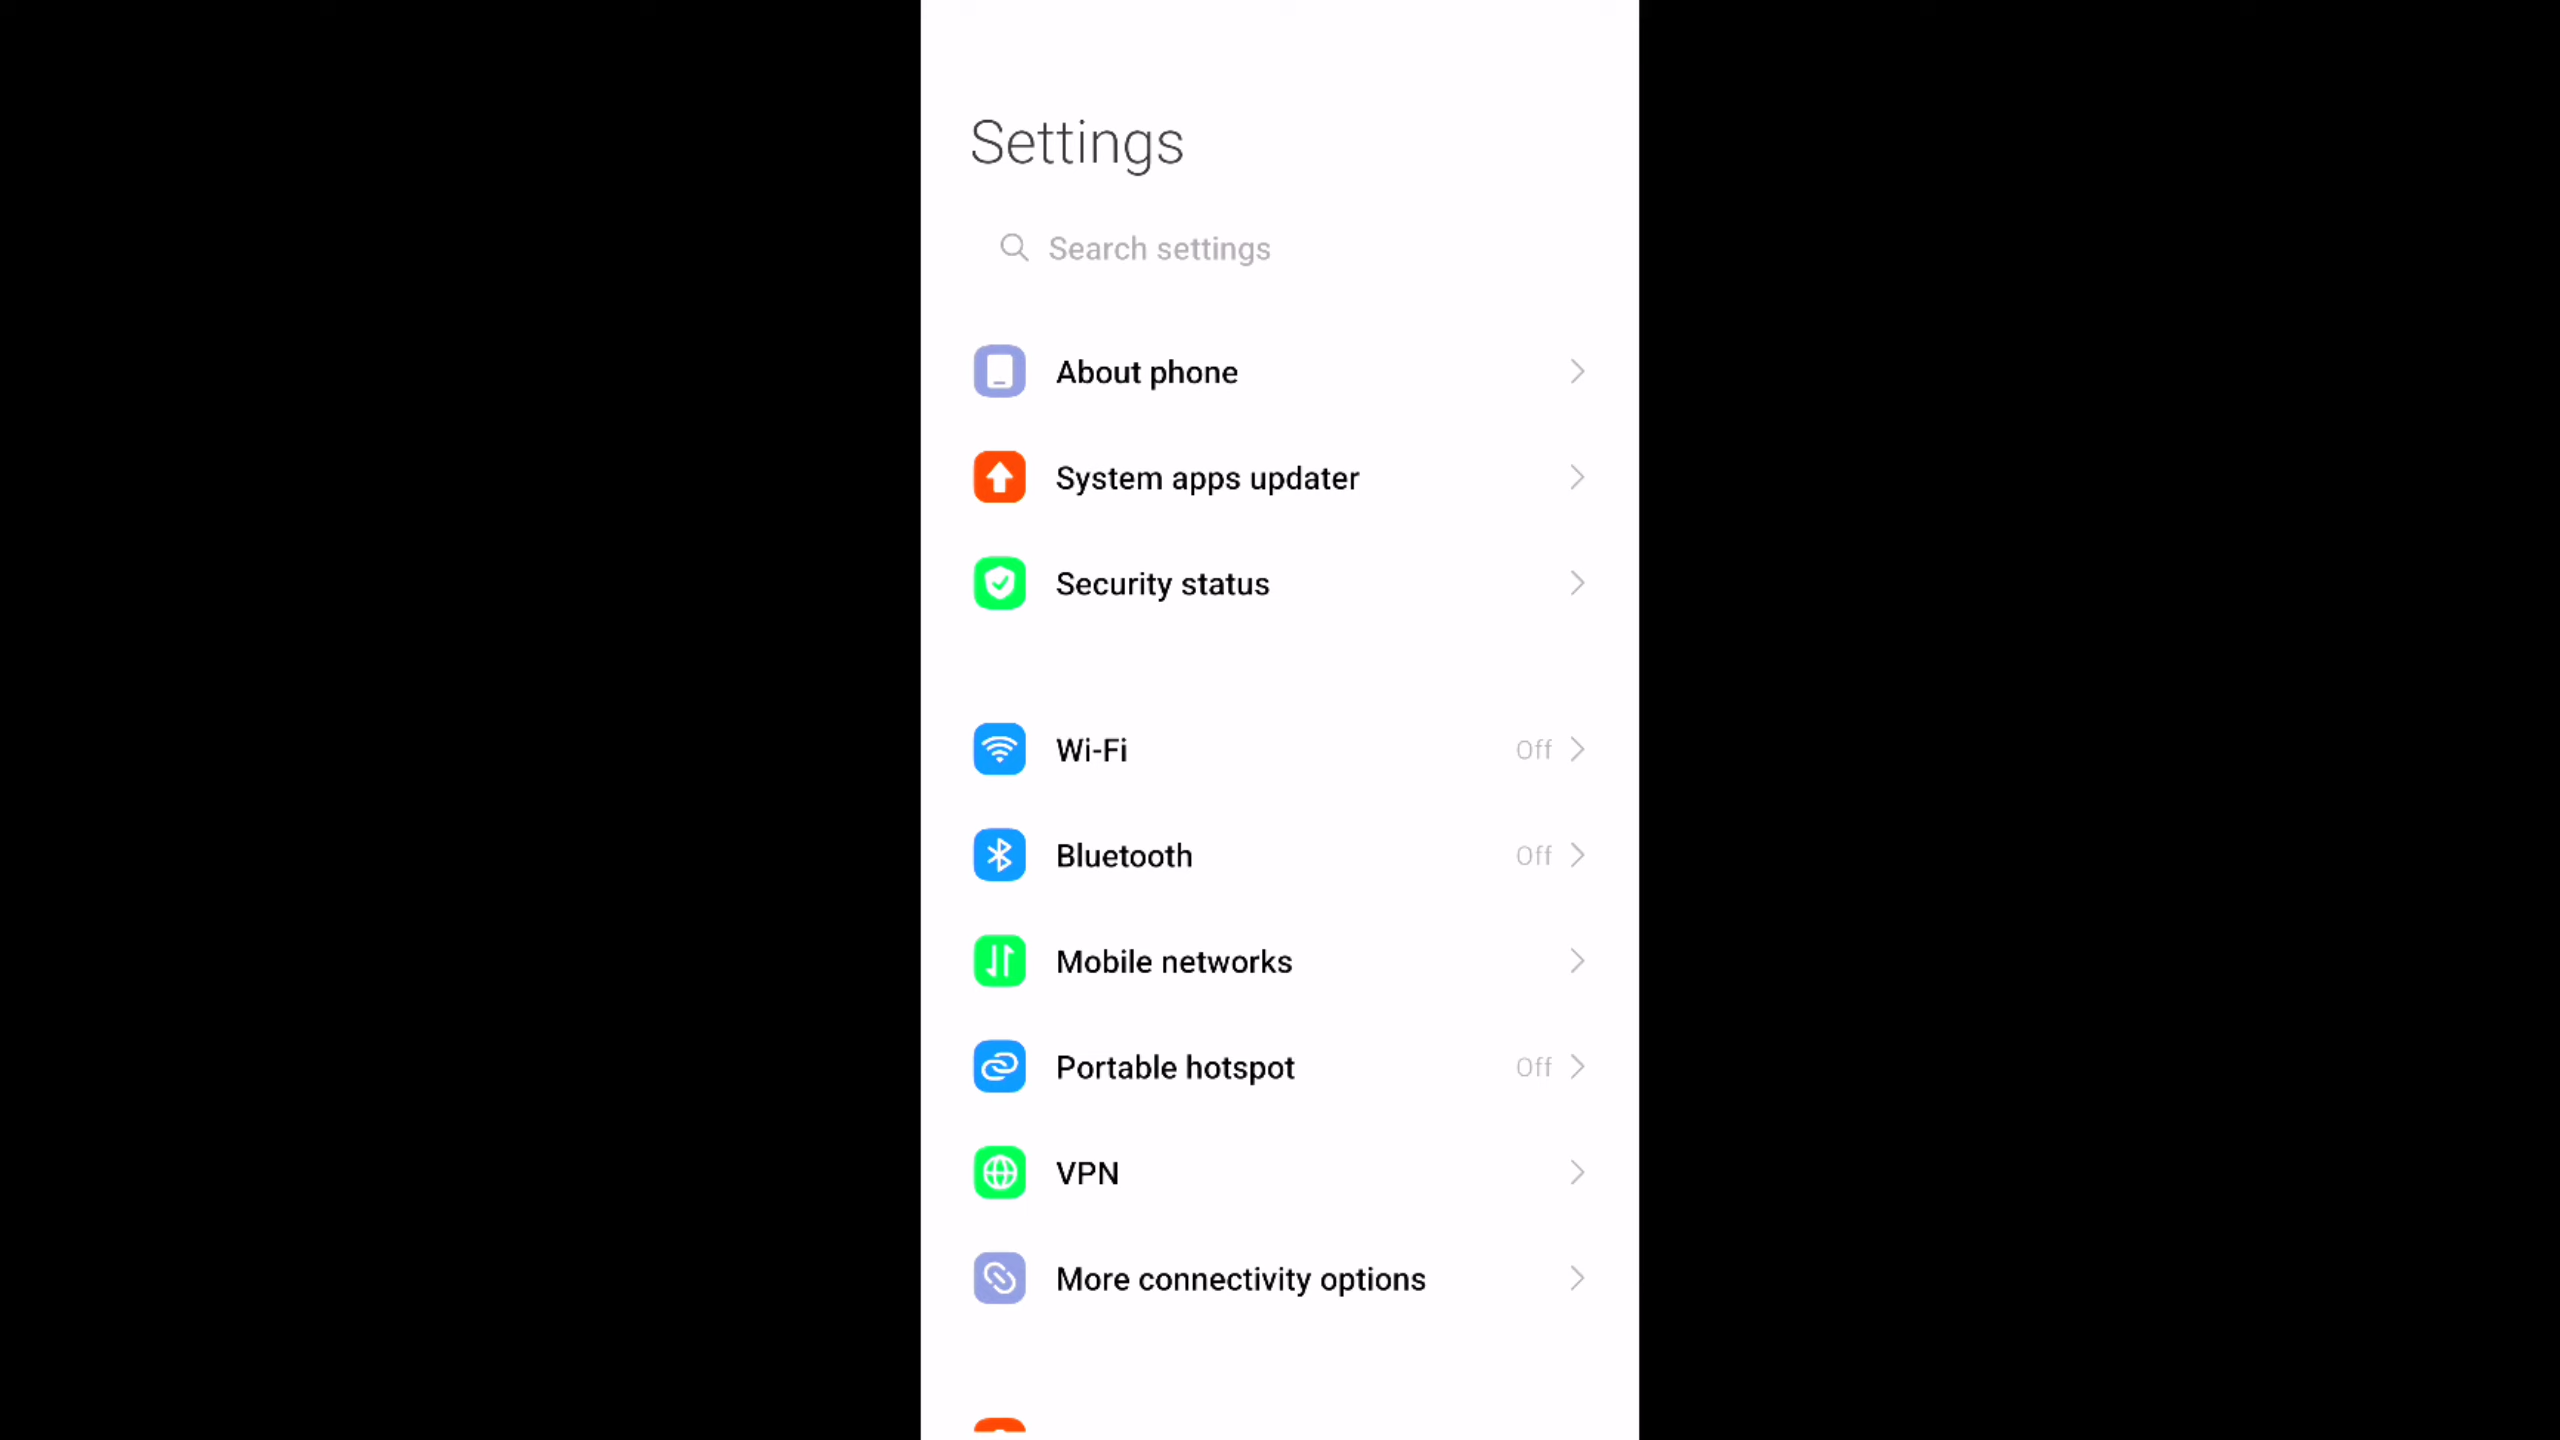 Settings
Search settings
About phone
System apps updater
Security status
Wi-Fi Off
Bluetooth Off
Mobile networks
Portable hotspot Off
VPN
More connectivity options